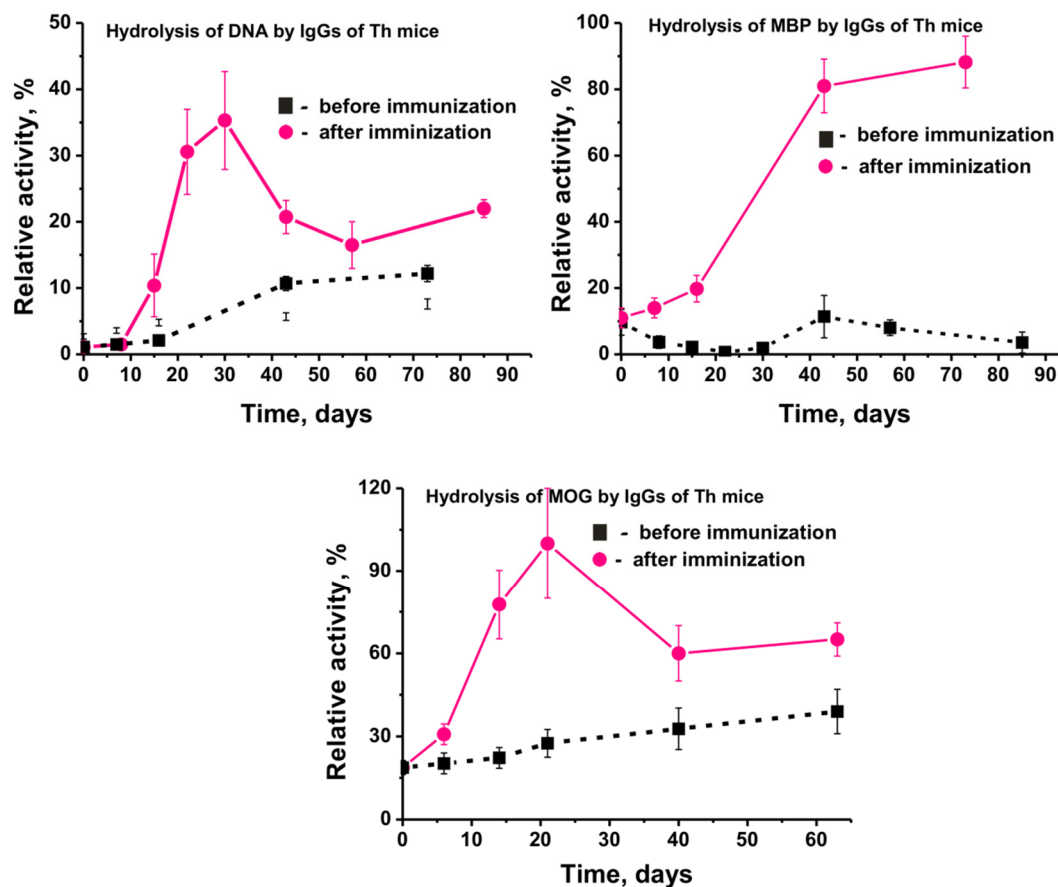 Hydrolysis of DNA by IgGs of Th mice
- before immunization
- after imminization
Relative activity, %
50
40
30
20
10
0
0 10 20 30 40 50 60 70 80 90
Time, days
Hydrolysis of MBP by IgGs of Th mice
- before immunization
- after imminization
Relative activity, %
100
80
60
40
20
0
0 10 20 30 40 50 60 70 80 90
Time, days
Hydrolysis of MOG by IgGs of Th mice
- before immunization
- after imminization
Relative activity, %
120
90
60
30
0
0 10 20 30 40 50 60
Time, days